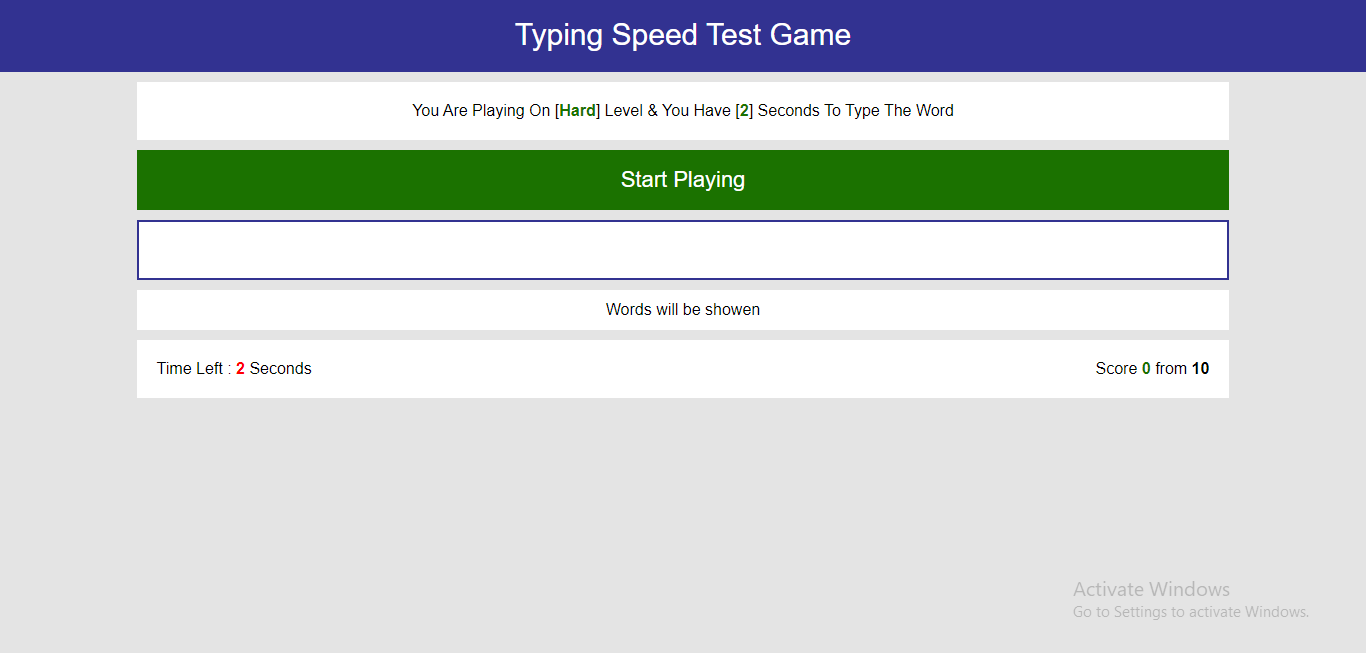 Typing Speed Test Game
You Are Playing On [Hard] Level & You Have [2] Seconds To Type The Word
Start Playing
Words will be showen
Time Left : 2 Seconds
Score 0 from 10
Activate Windows
Go to Settings to activate Windows.